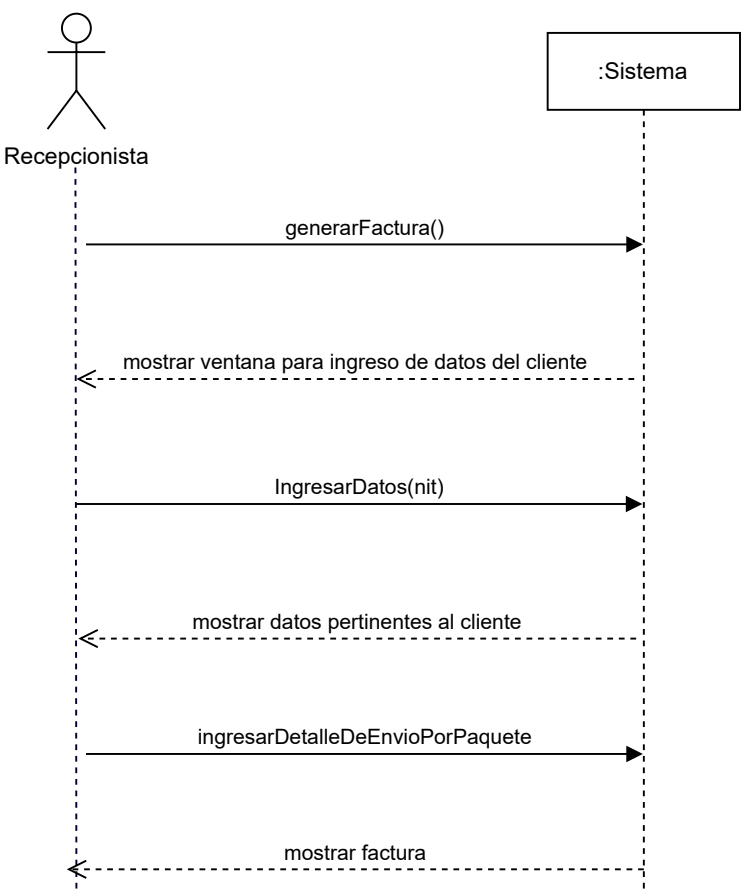 :Sistema
Recepcionista
generarFactura()
mostrar ventana para ingreso de datos del cliente
IngresarDatos(nit)
mostrar datos pertinentes al cliente
ingresarDetalleDeEnvioPorPaquete
mostrar factura